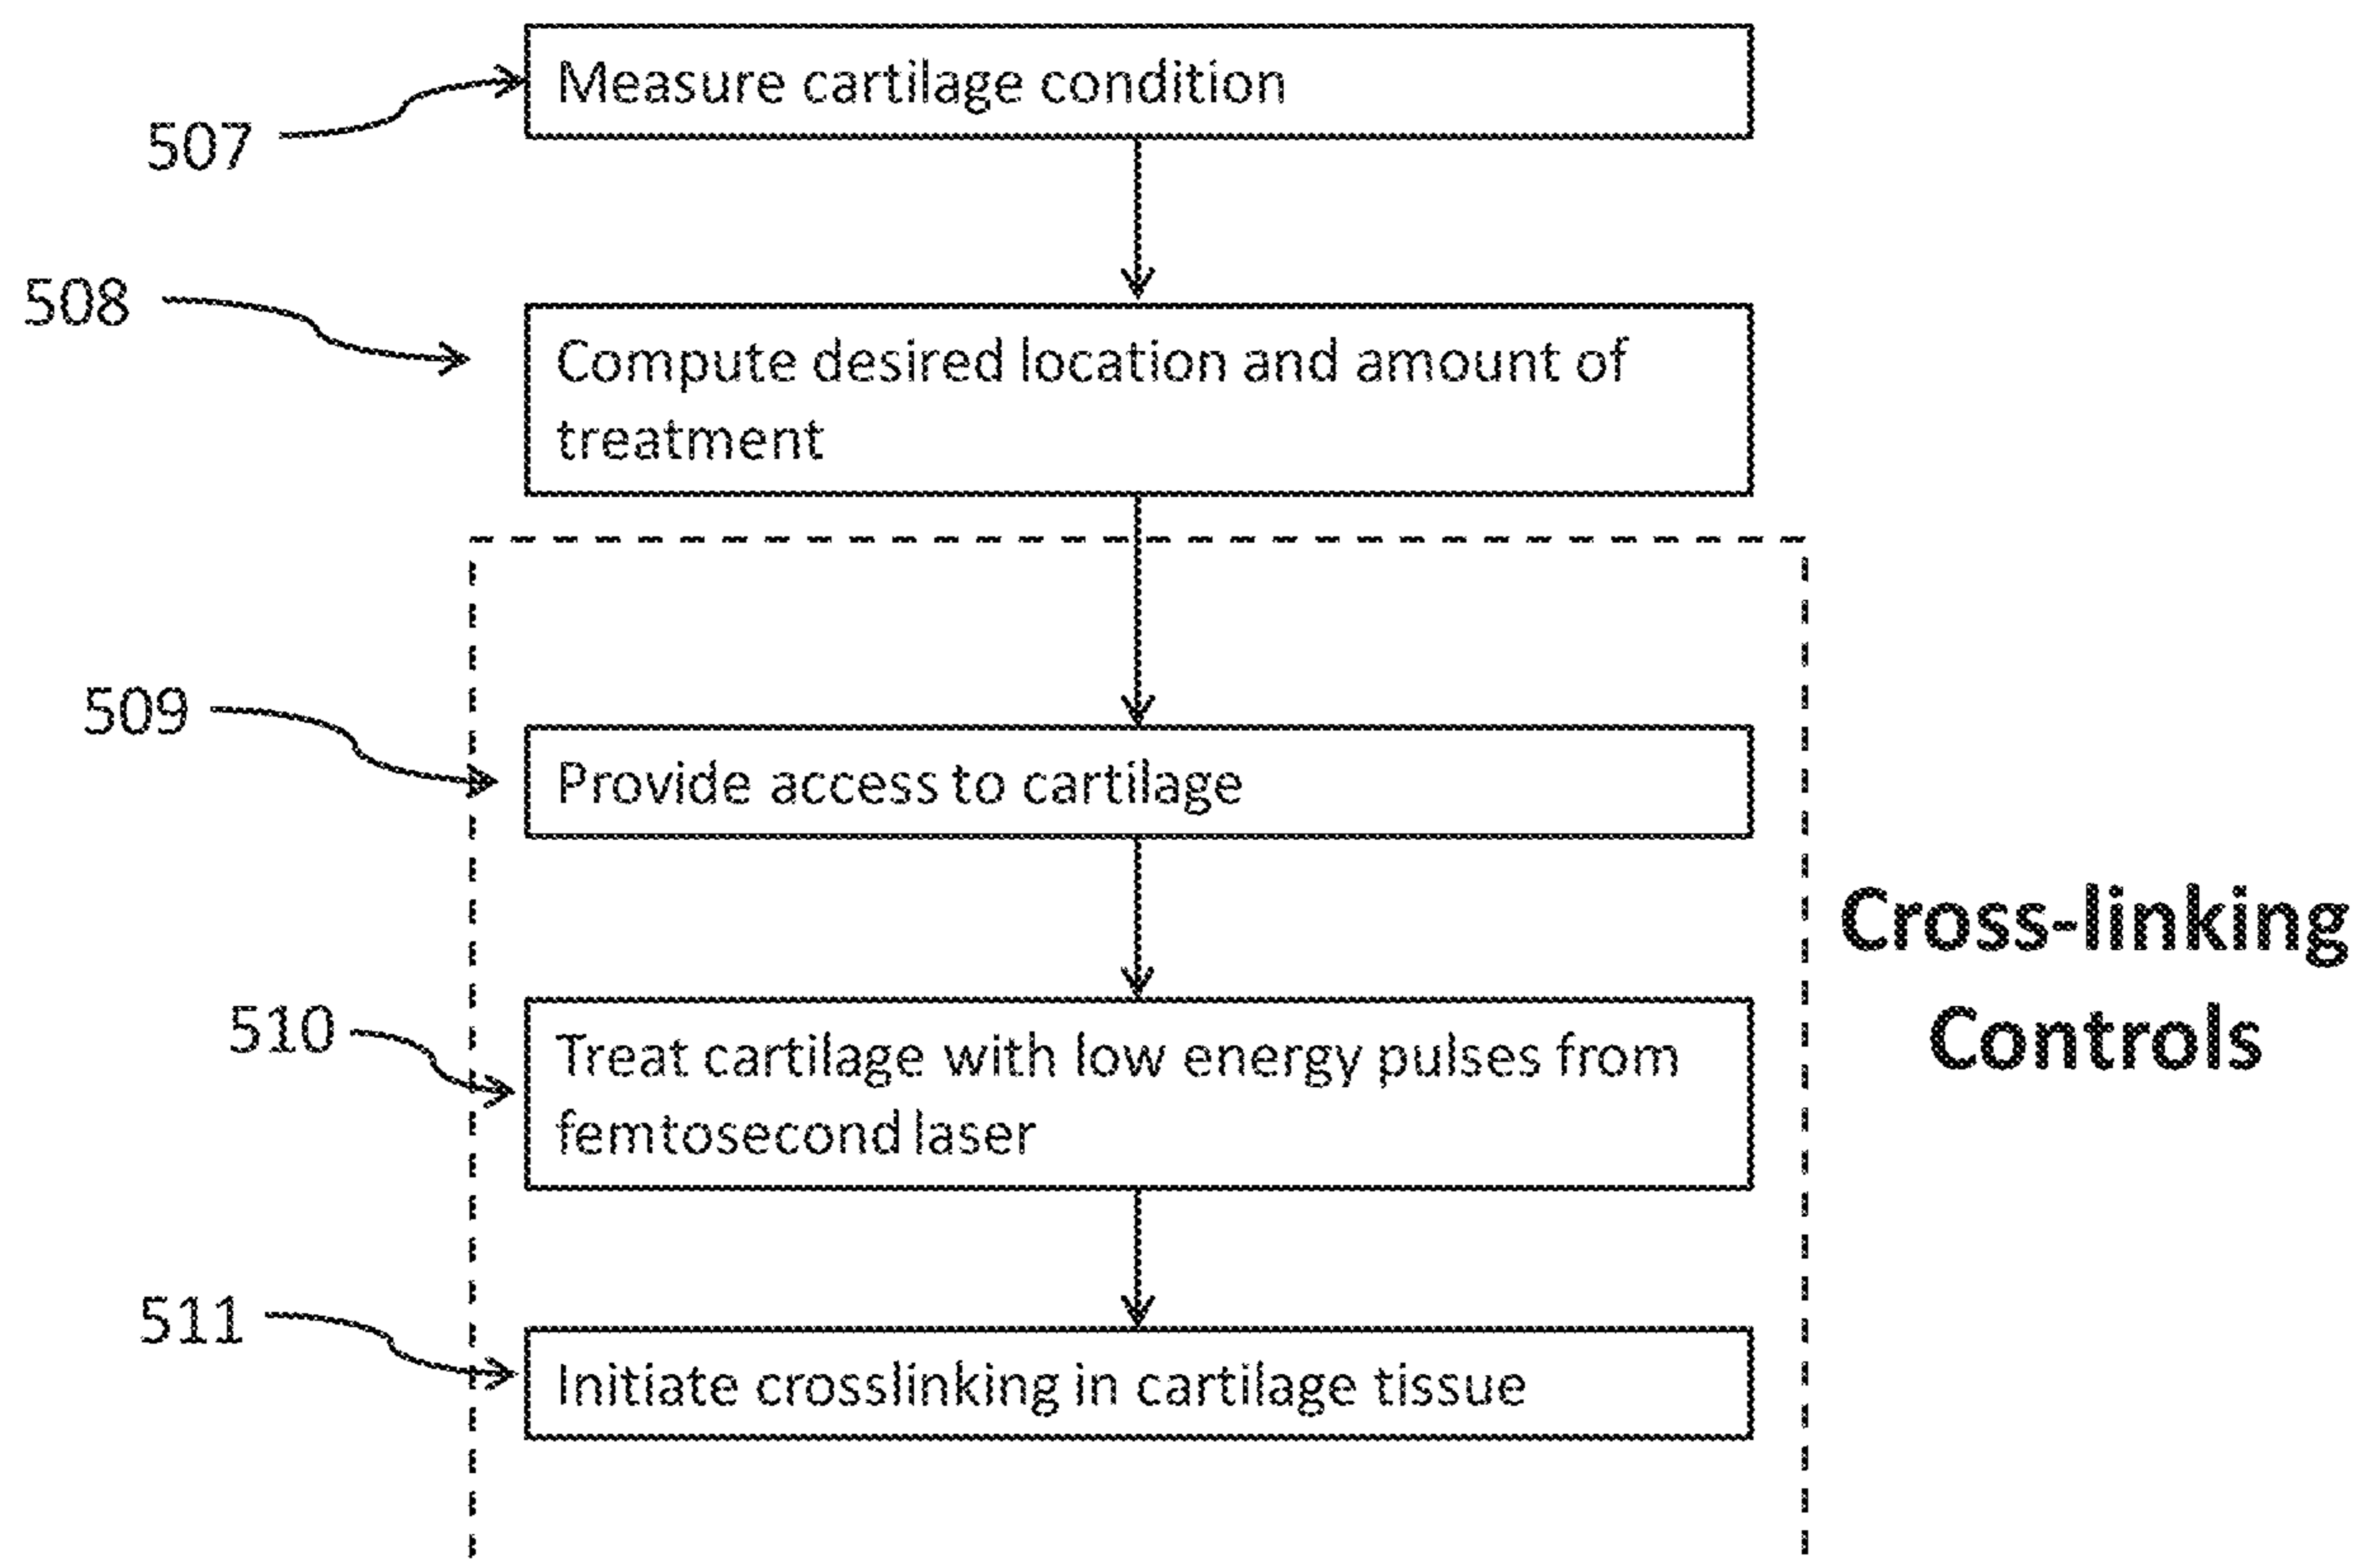 Measure cartilage condition
507
508
Compute desired location and amount of
treatment
509
Provide access to cartilage
Cross-linking
Controls
510
Treat cartilage with low energy pulses from
femtosecond laser
511
Initiate crosslinking in cartilage tissue